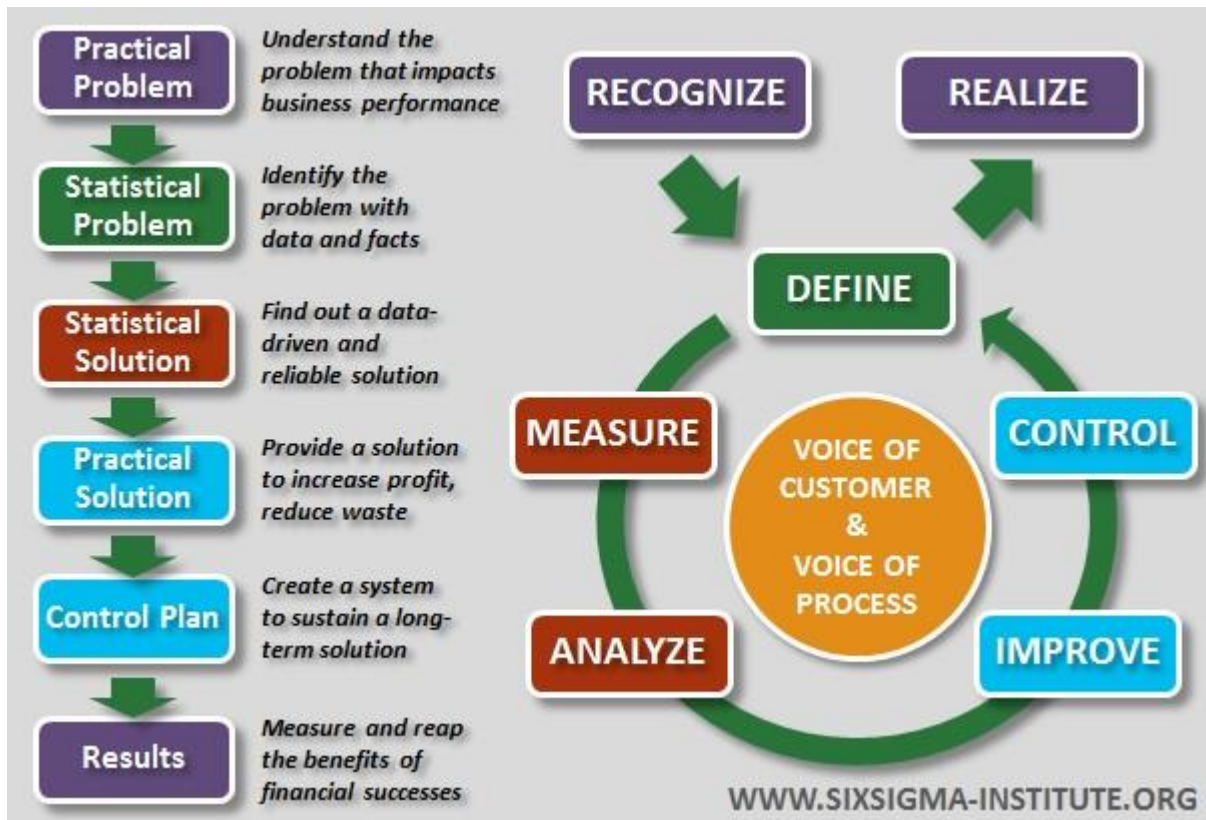 Practical
Problem
Understand the
problem that impacts
business performance
Statistical
Problem
Identify the
problem with
data and facts
Statistical
Solution
Find out a data-
driven and
reliable solution
Practical
Solution
Provide a solution
to increase profit,
reduce waste
Control Plan
Create a system
to sustain a long-
term solution
Results
Measure and reap
the benefits of
financial successes
RECOGNIZE
REALIZE
DEFINE
MEASURE
CONTROL
VOICE OF
CUSTOMER
&
VOICE OF
PROCESS
ANALYZE
IMPROVE
WWW.SIXSIGMA-INSTITUTE.ORG